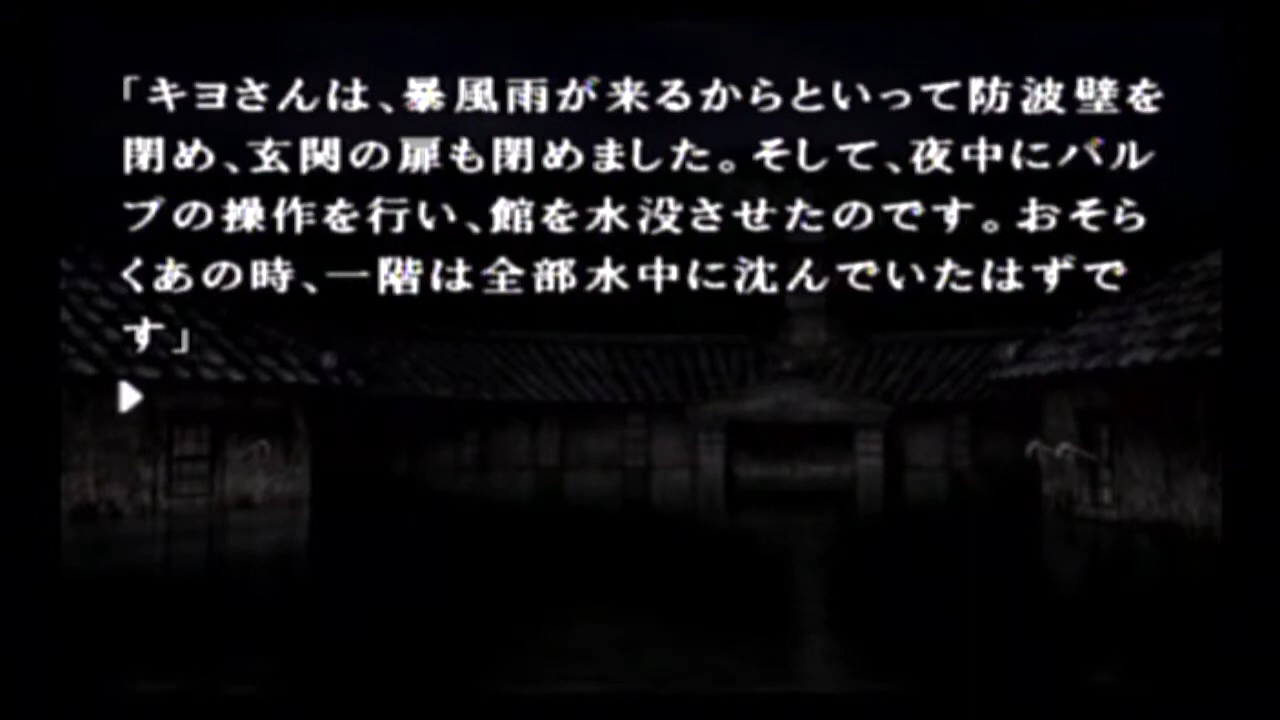 「キヨさんは、暴風雨が来るからといって防波壁を
閉め、玄関の扉も閉めました。そして、夜中にバル
ブの操作を行い、館を水没させたのです。おそら
くあの時、一階は全部水中に沈んでいたはずで
す」